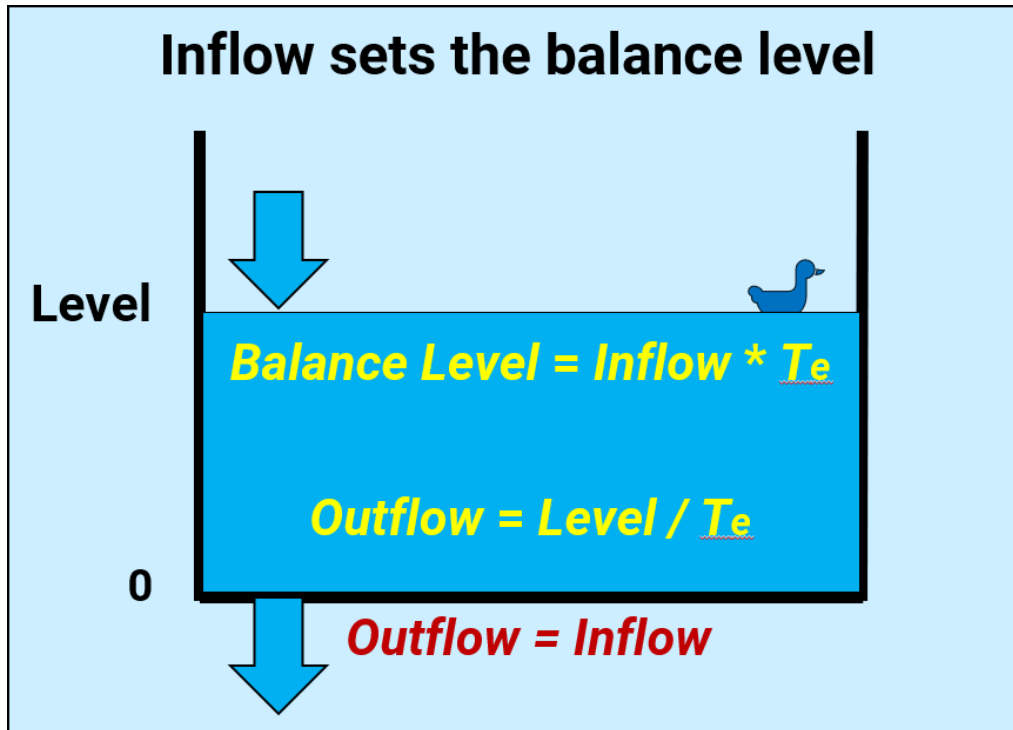 Inflow sets the balance level
Level
Balance Level = Inflow * Te
Outflow = Level / Te
0
Outflow = Inflow